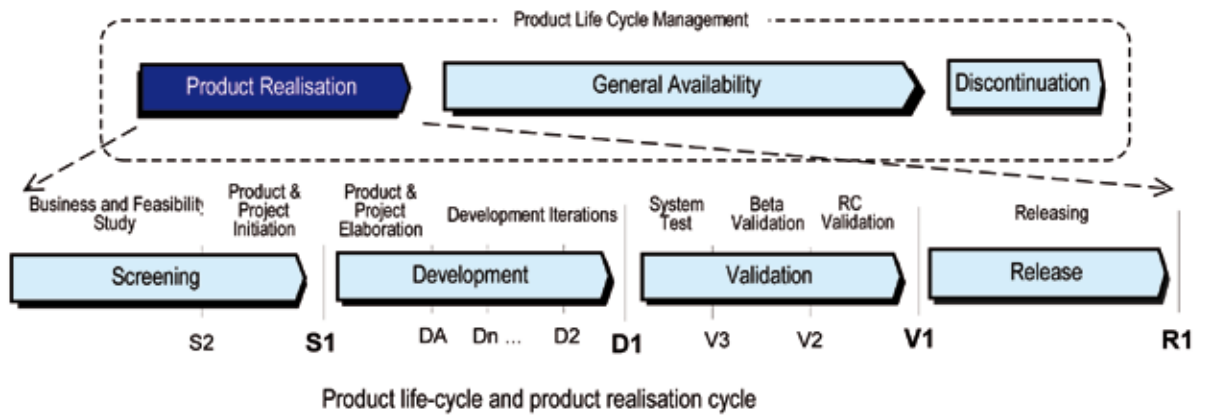 Product Life Cycle Management
Product Realisation
General Availability
Discontinuation
Business and Feasibility
Study
Product &
Project
Initiation
Product &
Project
Elaboration
Development Iterations
System
Test
Beta
Validation
RC
Validation
Releasing
Screening
Development
Validation
Release
S2
S1
DA
Dn ...
D2
D1
V3
V2
V1
R1
Product life-cycle and product realisation cycle